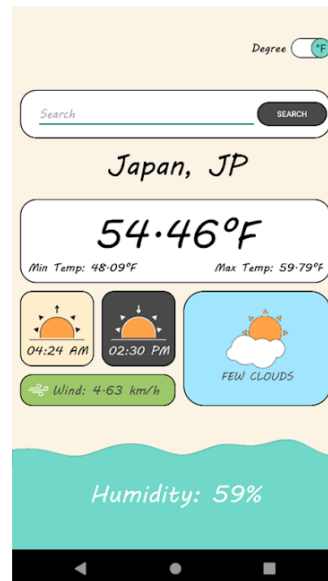 Degree °F
Search SEARCH
Japan, JP
54.46°F
Min Temp: 48.09°F Max Temp: 59.79°F
04:24 AM 02:30 PM
FEW CLOUDS
Wind: 4.63 km/h
Humidity: 59%